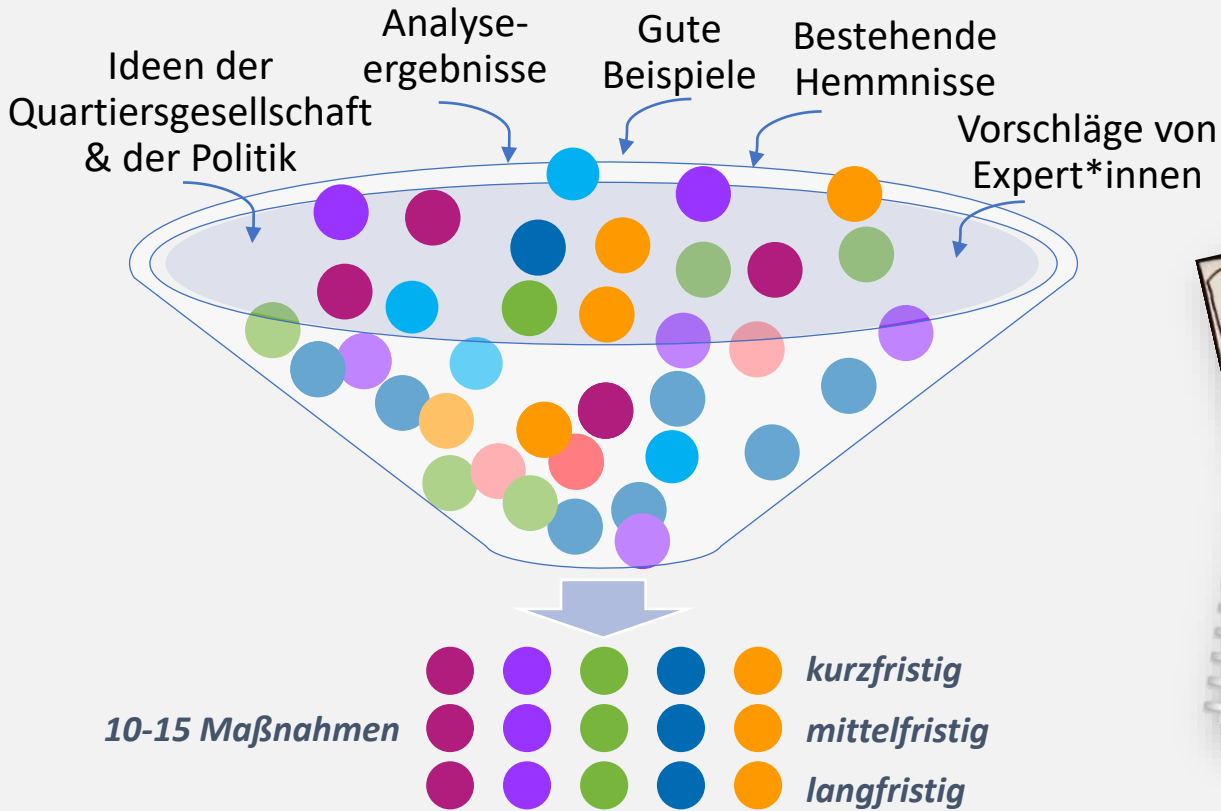 Ideen der
Quartiersgesellschaft
& der Politik
Analyse-
ergebnisse
Gute
Beispiele
Bestehende
Hemmnisse
Vorschläge von
Expert*innen
10-15 Maßnahmen
kurzfristig
mittelfristig
langfristig